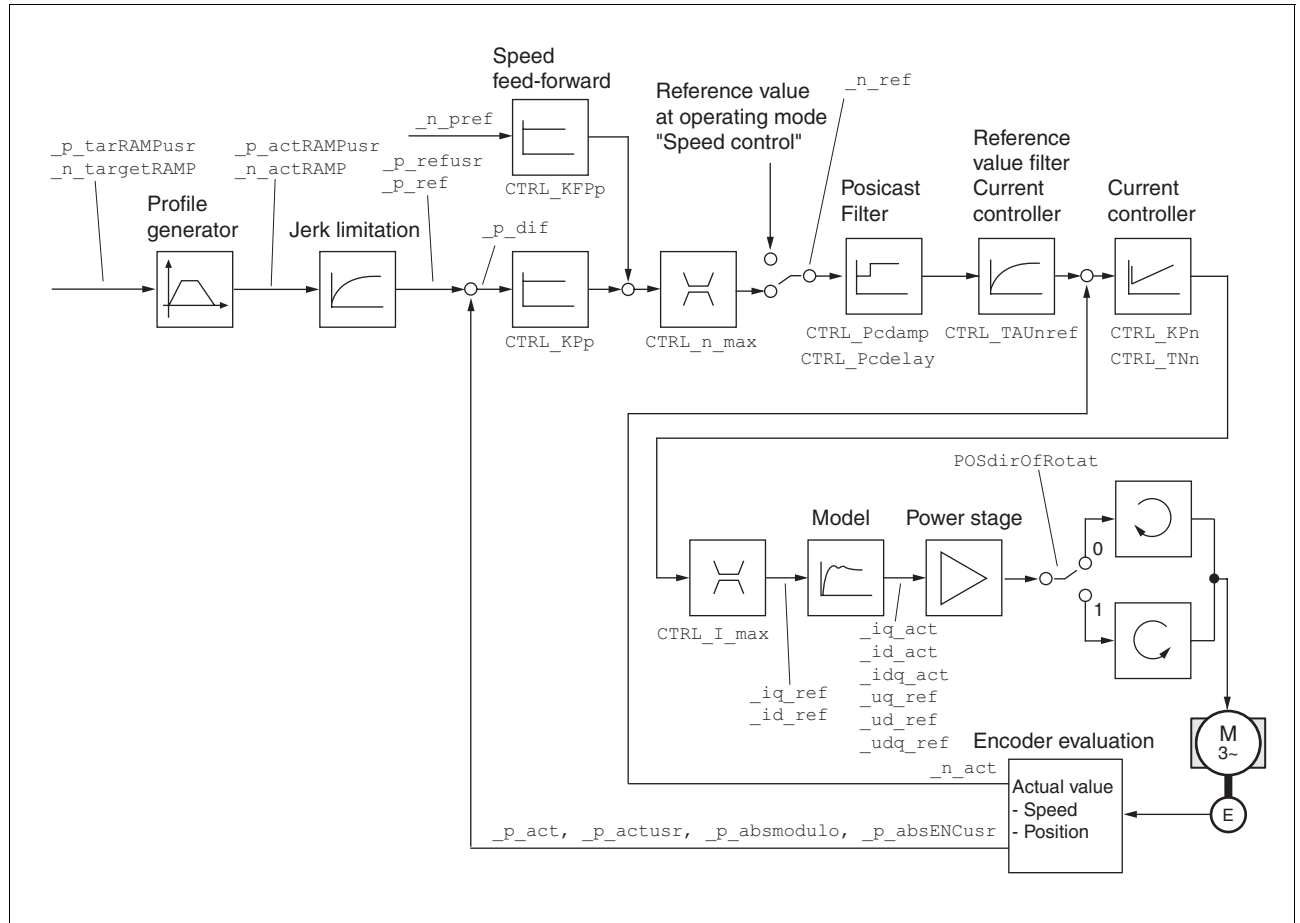 Speed
feed-forward
_n_pref
CTRL_KFPp
Reference value
at operating mode
"Speed control"
_n_ref
_p_tarRAMPusr
_n_targetRAMP
_p_actRAMPusr
_n_actRAMP
_p_refusr
_p_ref
Profile
generator
Jerk limitation
_p_dif
CTRL_KPp
CTRL_n_max
Posicast
Filter
CTRL_Pcdamp
CTRL_Pcdelay
Reference
value filter
Current
controller
CTRL_TAUnref
Current
controller
CTRL_KPn
CTRL_TNn
POSdirOfRotat
Model
Power stage
0
1
CTRL_I_max
_iq_ref
_id_ref
_iq_act
_id_act
_idq_act
_uq_ref
_ud_ref
_udq_ref
M
3~
E
Encoder evaluation
_n_act
Actual value
- Speed
- Position
_p_act, _p_actusr, _p_absmodulo, _p_absENCusr